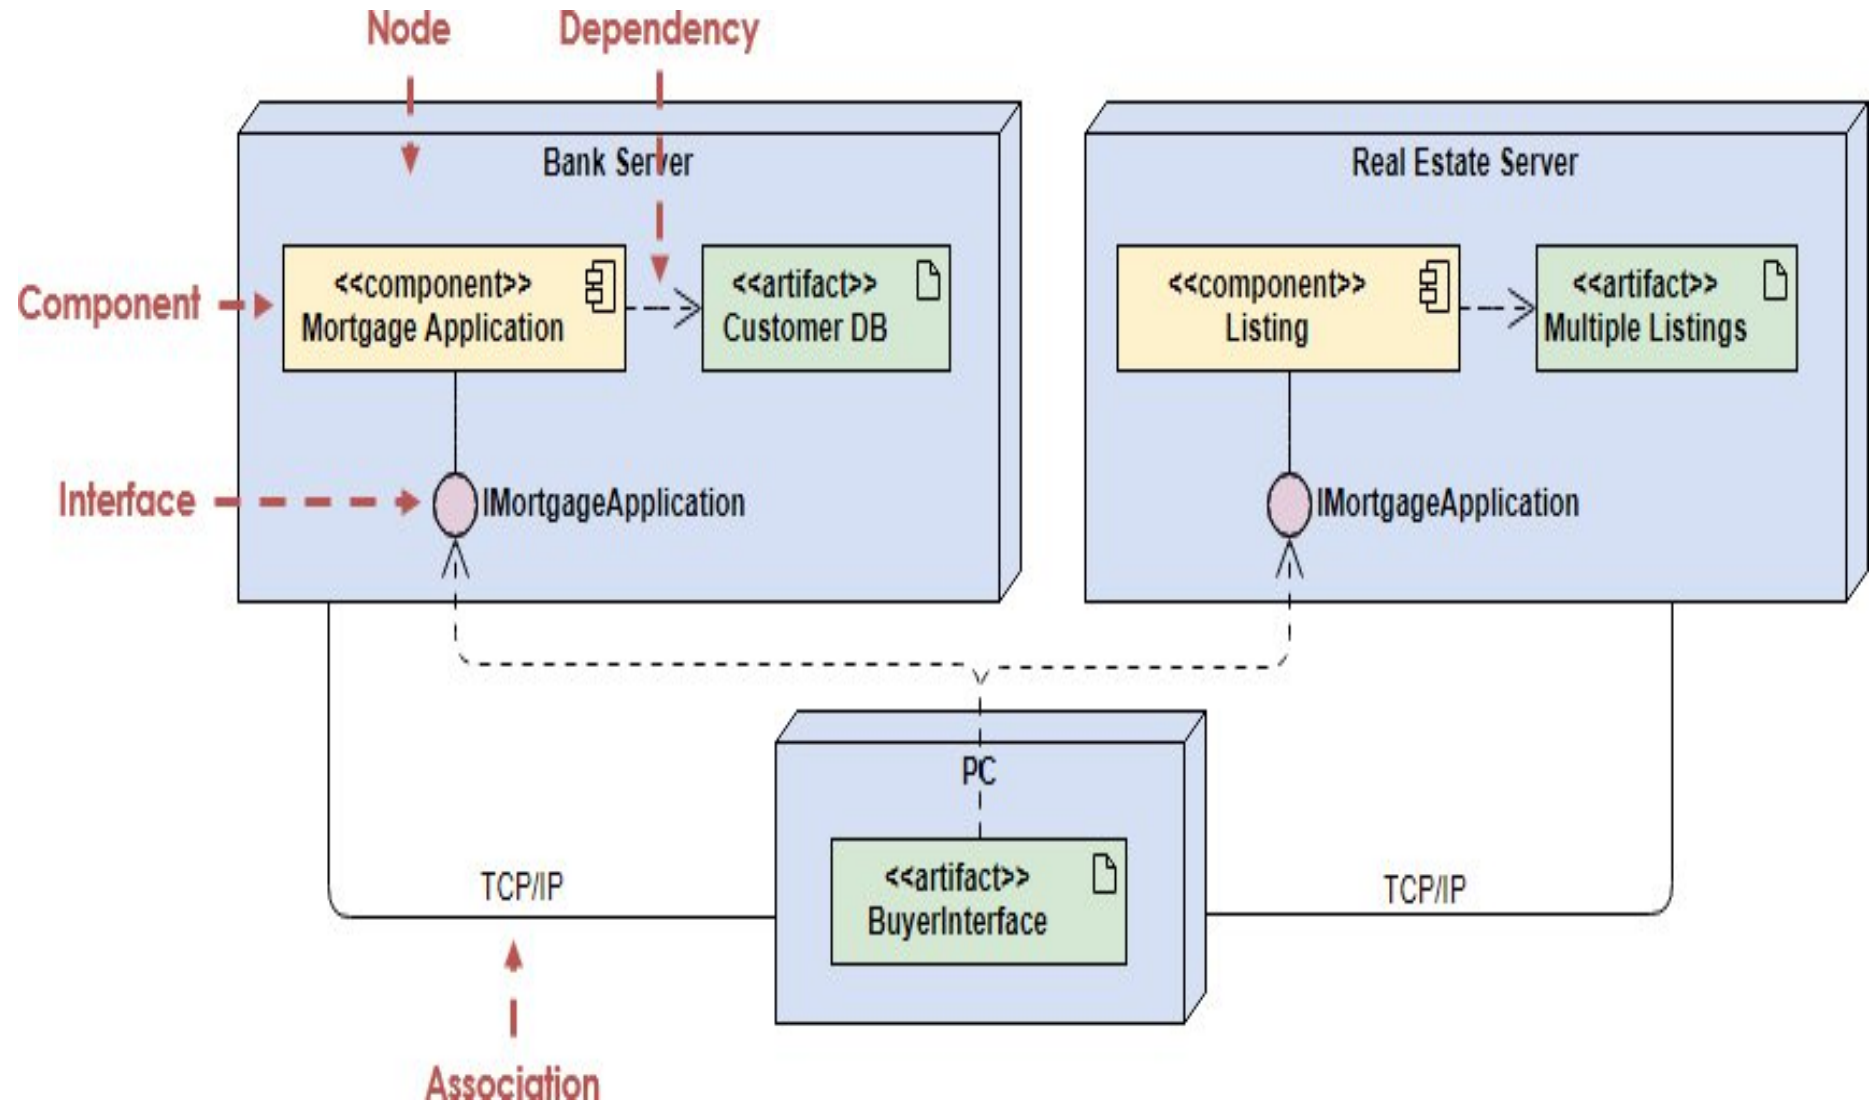 Node
Dependency
Bank Server
Real Estate Server
Component
<<component>>
Mortgage Application
<<artifact>>
Customer DB
<<component>>
Listing
<<artifact>>
Multiple Listings
Interface
IMortgageApplication
IMortgageApplication
PC
<<artifact>>
BuyerInterface
TCP/IP
TCP/IP
Association